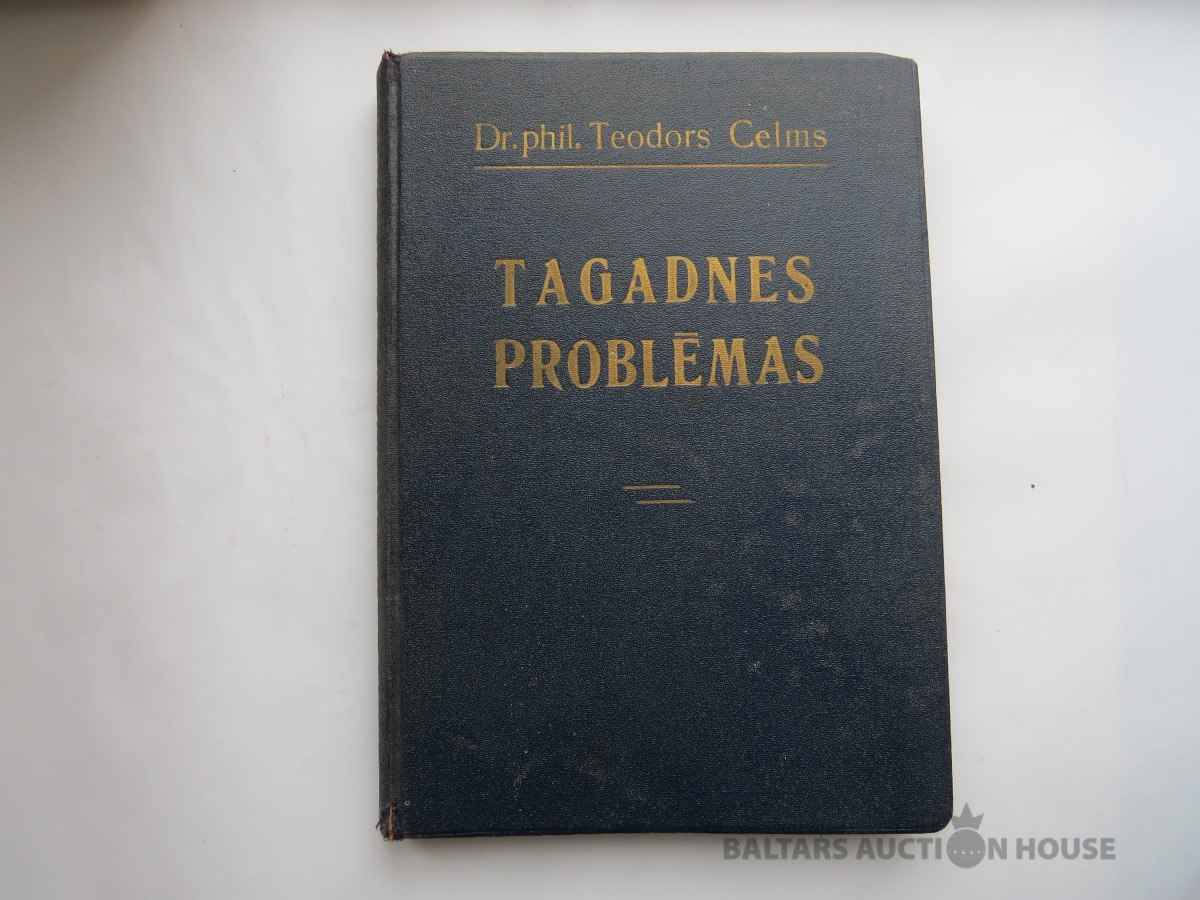 Dr. phil. Teodors Celms
TAGADNES
PROBLĒMAS
BALTARS AUCTION HOUSE